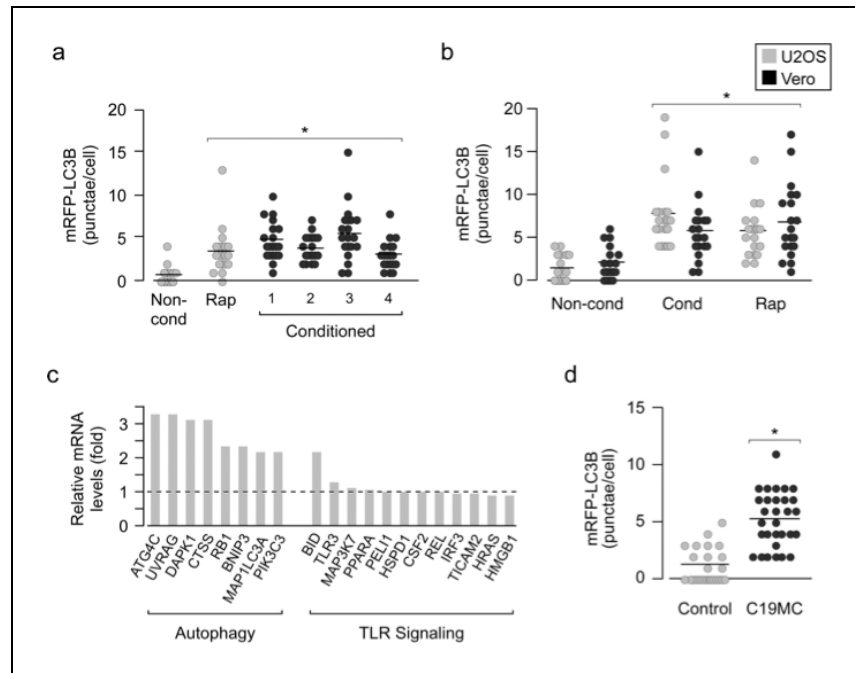 a
mRFP-LC3B
(punctae/cell)
20
15
10
5
0
*
Non-
cond
Rap
1 2 3 4
Conditioned
b
U2OS
Vero
mRFP-LC3B
(punctae/cell)
20
15
10
5
0
*
Non-cond Cond Rap
c
Relative mRNA
levels (fold)
3
2
1
0
ATG4C
UVRAG
DAPK1
CTSS
RB1
BNIP3
MAP1LC3A
PIK3C3
BID
TLR3
MAP3K7
PPARA
PELI1
HSPD1
CSF2
REL
IRF3
TICAM2
HRAS
HMGB1
Autophagy TLR Signaling
d
mRFP-LC3B
(punctae/cell)
15
10
5
0
*
Control C19MC